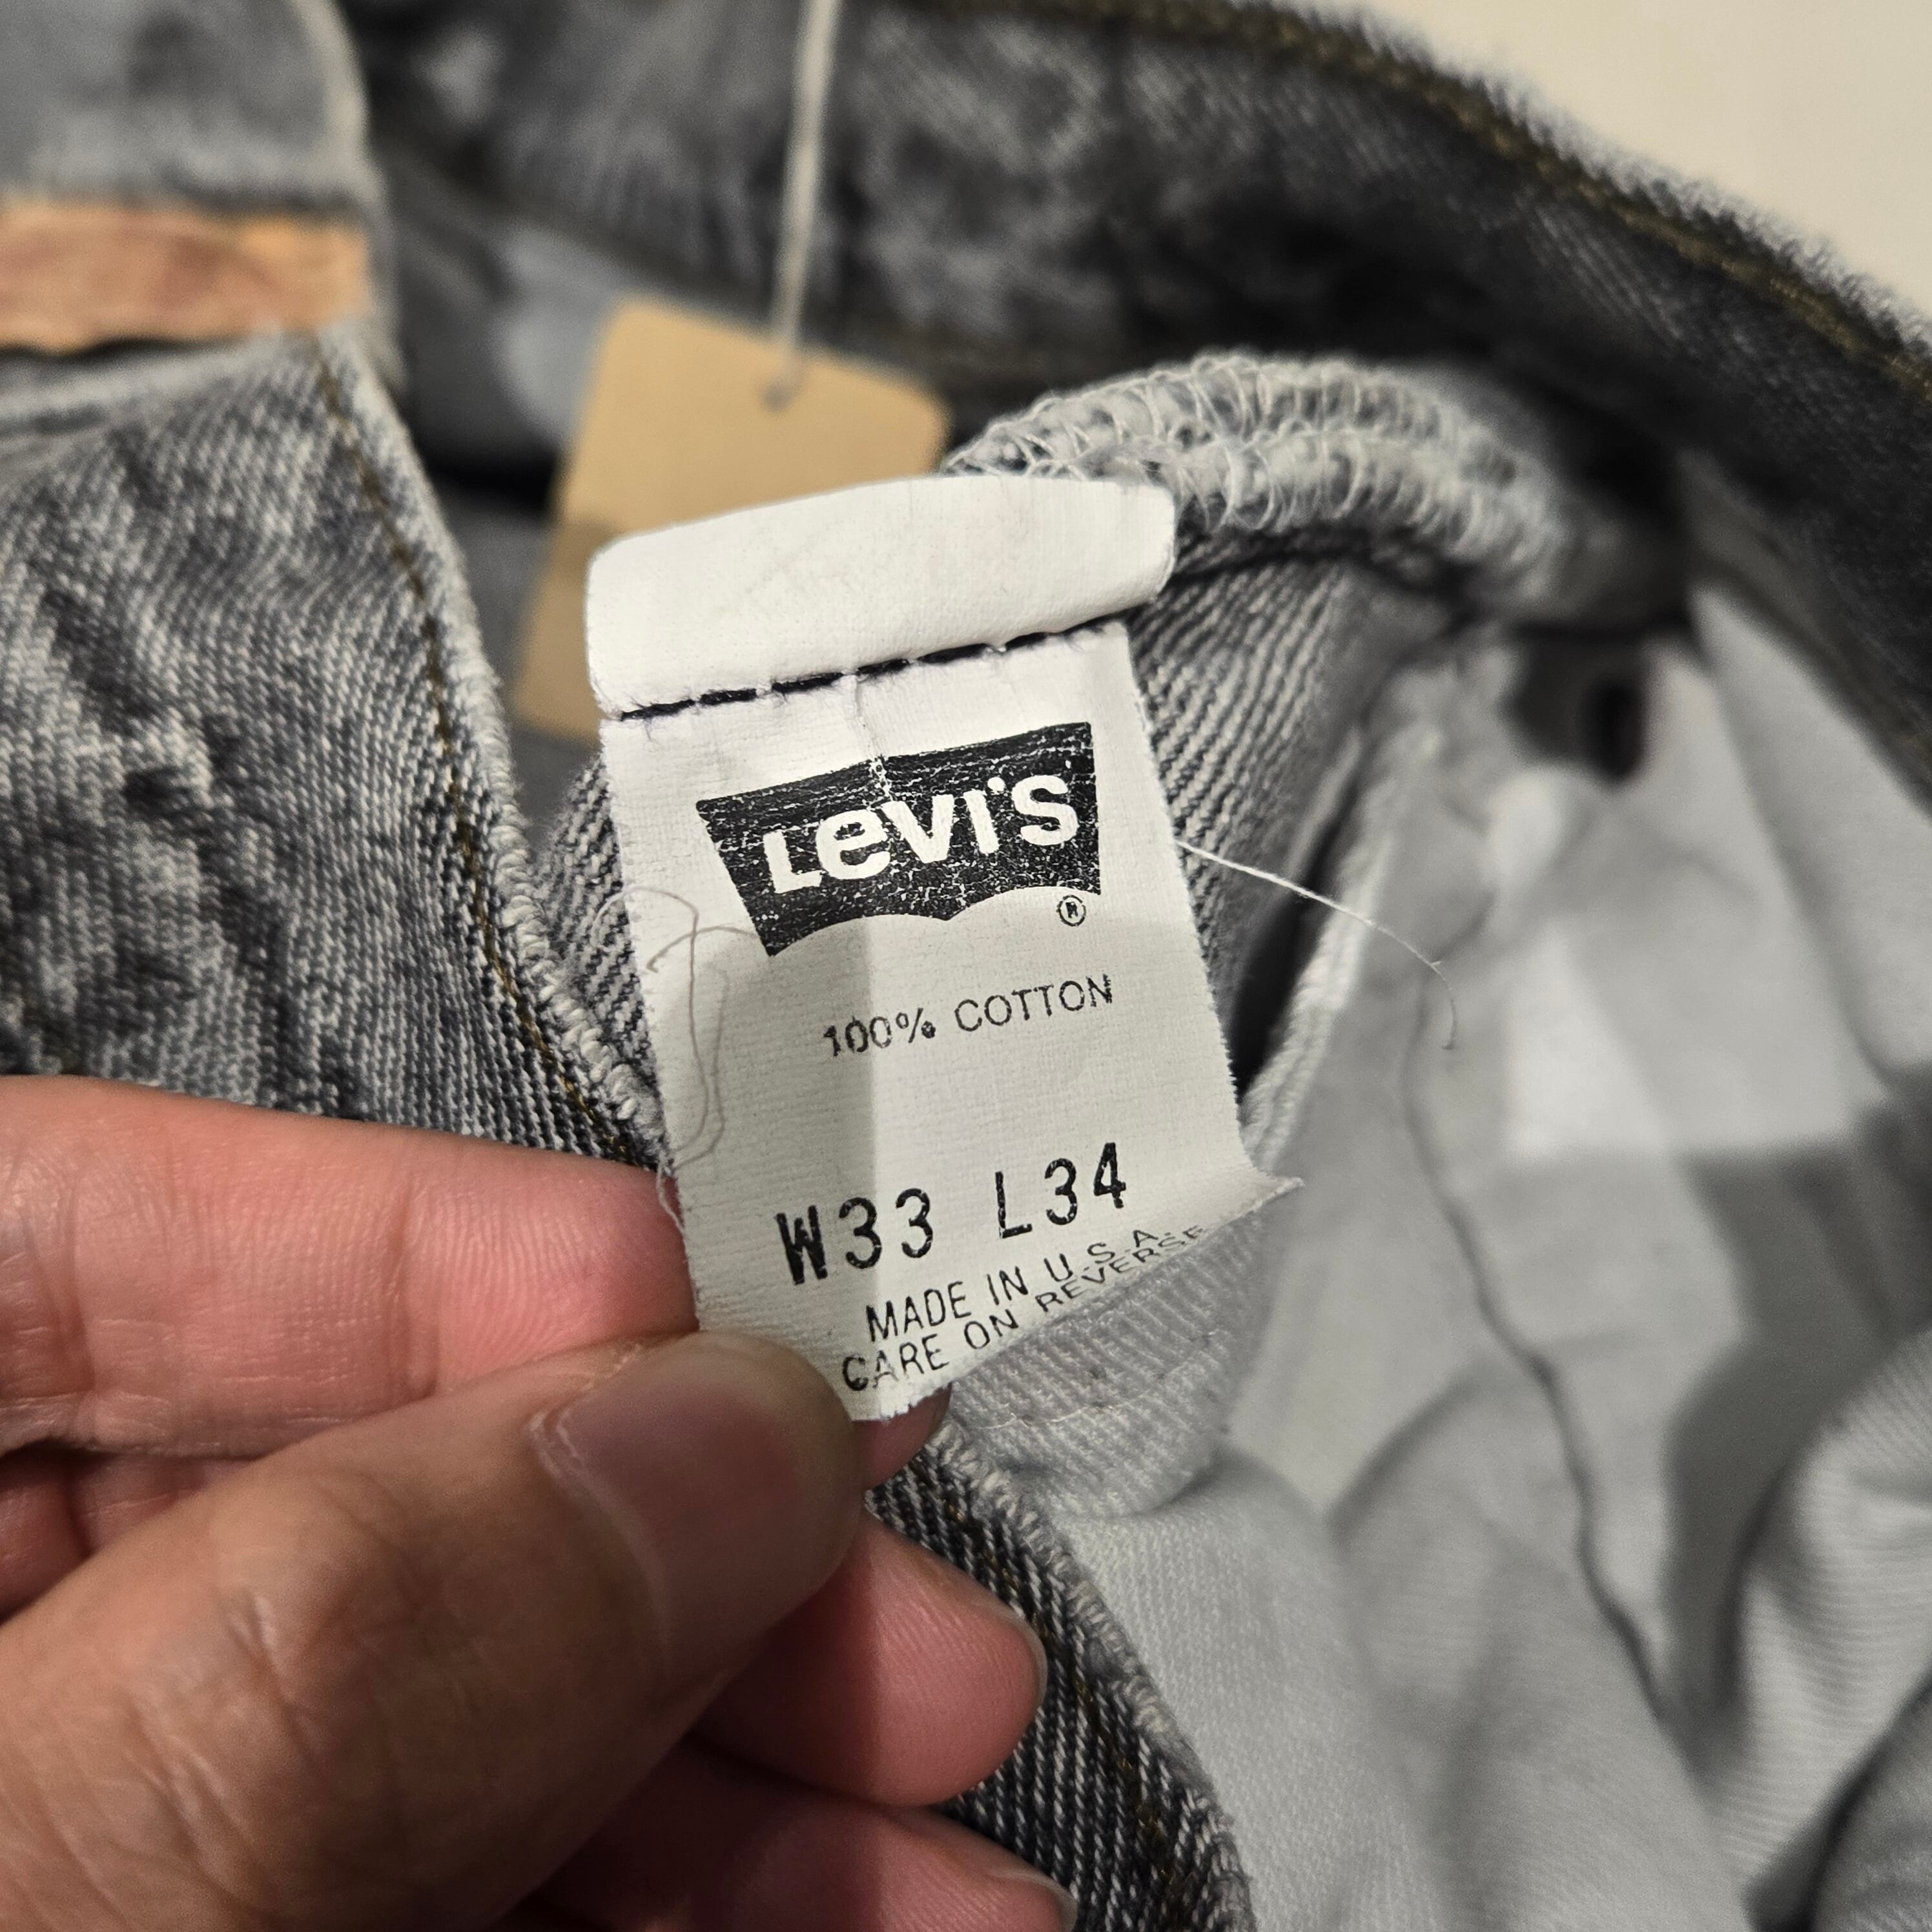 LEVI'S
®
100% COTTON
W33 L34
MADE IN U.S.A.
CARE ON REVERSE